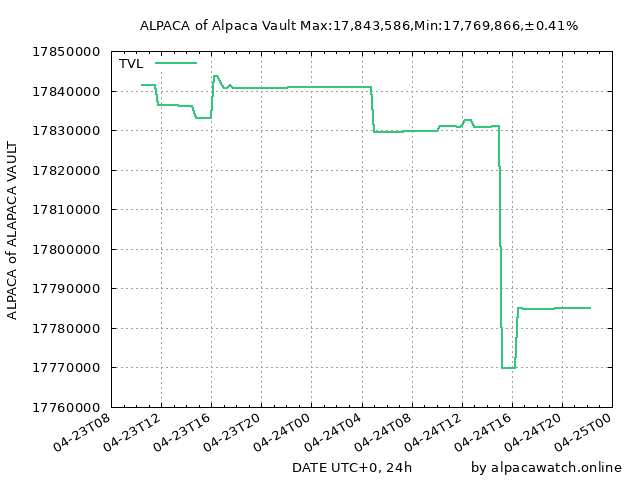 ALPACA of Alpaca Vault Max:17,843,586,Min:17,769,866,±0.41%
TVL
17850000
17840000
17830000
17820000
17810000
17800000
17790000
17780000
17770000
17760000
ALPACA of ALAPACA VAULT
04-23T08
04-23T12
04-23T16
04-23T20
04-24T00
04-24T04
04-24T08
04-24T12
04-24T16
04-24T20
04-25T00
DATE UTC+0, 24h
by alpacawatch.online